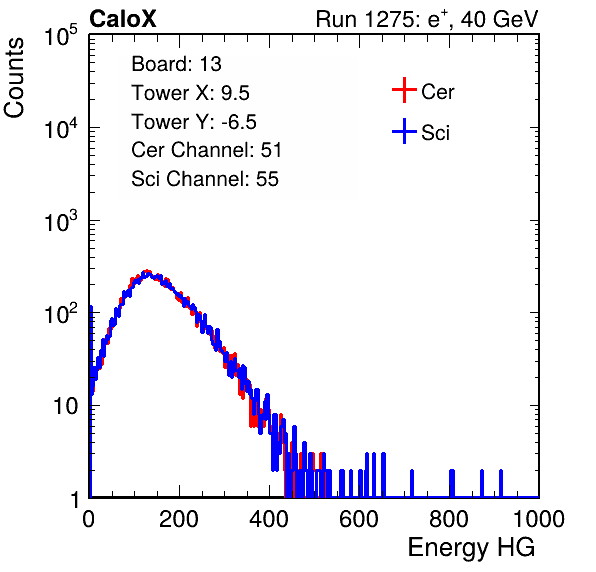 CaloX Run 1275: e⁺, 40 GeV
Counts
Board: 13
Tower X: 9.5
Tower Y: -6.5
Cer Channel: 51
Sci Channel: 55
Cer
Sci
10⁵
10⁴
10³
10²
10
1
0 200 400 600 800 1000
Energy HG